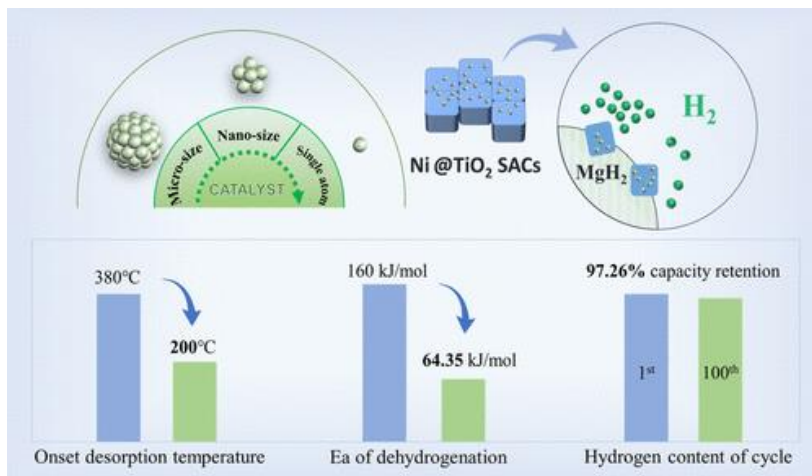 Micro-size
Nano-size
Single atom
CATALYST
Ni @TiO₂ SACs
H₂
MgH₂
380℃
200℃
Onset desorption temperature
160 kJ/mol
64.35 kJ/mol
Ea of dehydrogenation
97.26% capacity retention
1st
100th
Hydrogen content of cycle